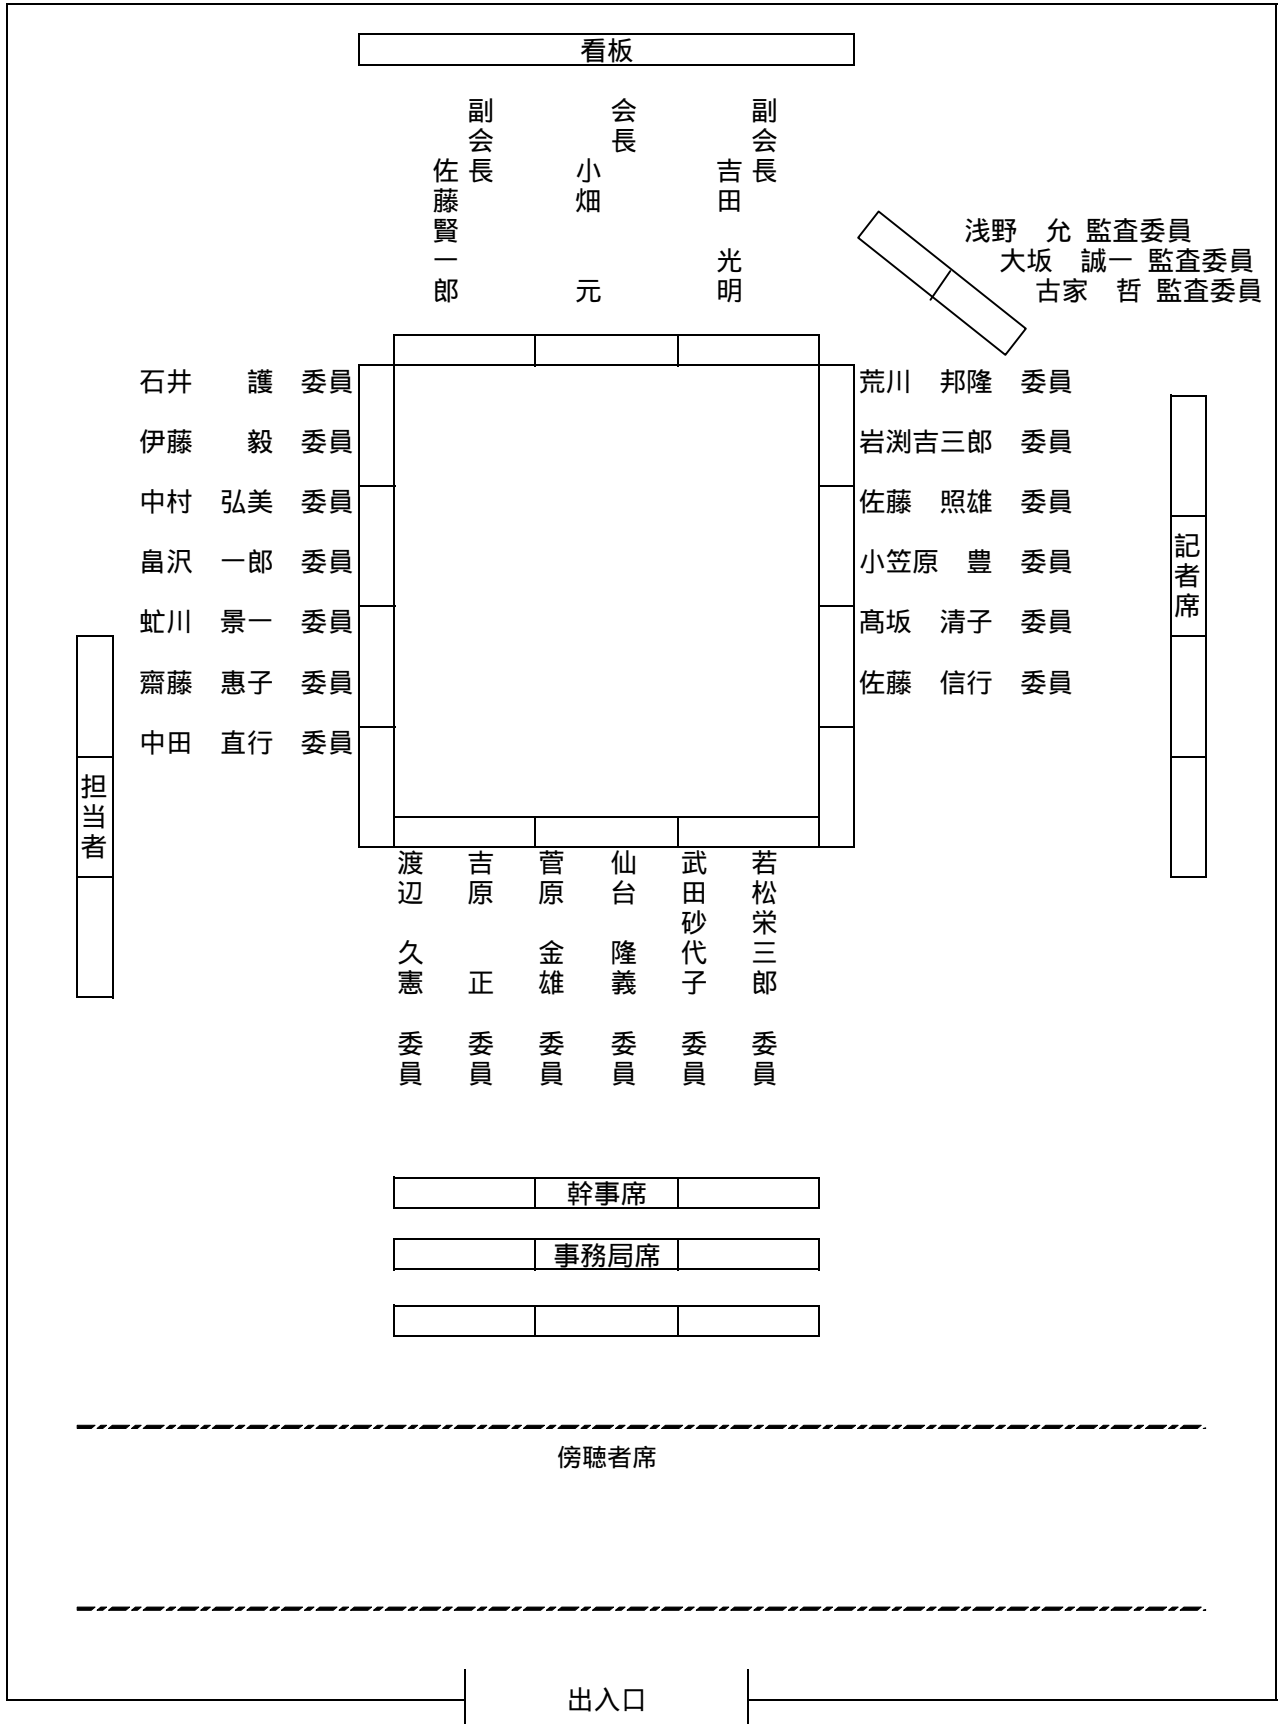 看板
副会長
吉田　光明
会長
小畑　　元
副会長
佐藤賢一郎
浅野　允 監査委員
大坂　誠一 監査委員
古家　哲 監査委員
石井　　護　委員
伊藤　　毅　委員
中村　弘美　委員
畠沢　一郎　委員
虻川　景一　委員
齋藤　惠子　委員
中田　直行　委員
荒川　邦隆　委員
岩渕吉三郎　委員
佐藤　照雄　委員
小笠原　豊　委員
髙坂　清子　委員
佐藤　信行　委員
記者席
担当者
若松栄三郎　委員
武田砂代子　委員
仙台　隆義　委員
菅原　金雄　委員
吉原　　正　委員
渡辺　久憲　委員
幹事席
事務局席
傍聴者席
出入口